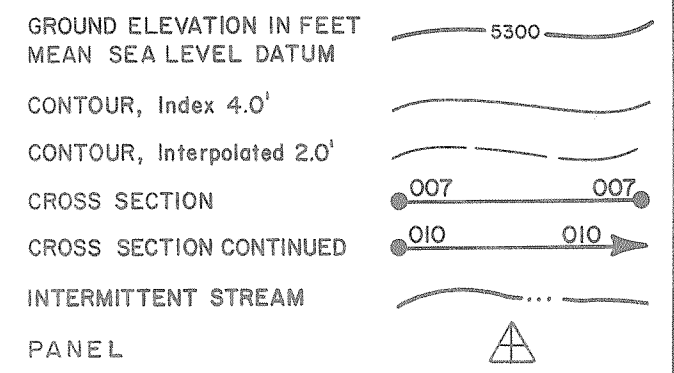 GROUND ELEVATION IN FEET
MEAN SEA LEVEL DATUM
5300
CONTOUR, Index 4.0'
CONTOUR, Interpolated 2.0'
CROSS SECTION
007 007
CROSS SECTION CONTINUED
010 010
INTERMITTENT STREAM
PANEL